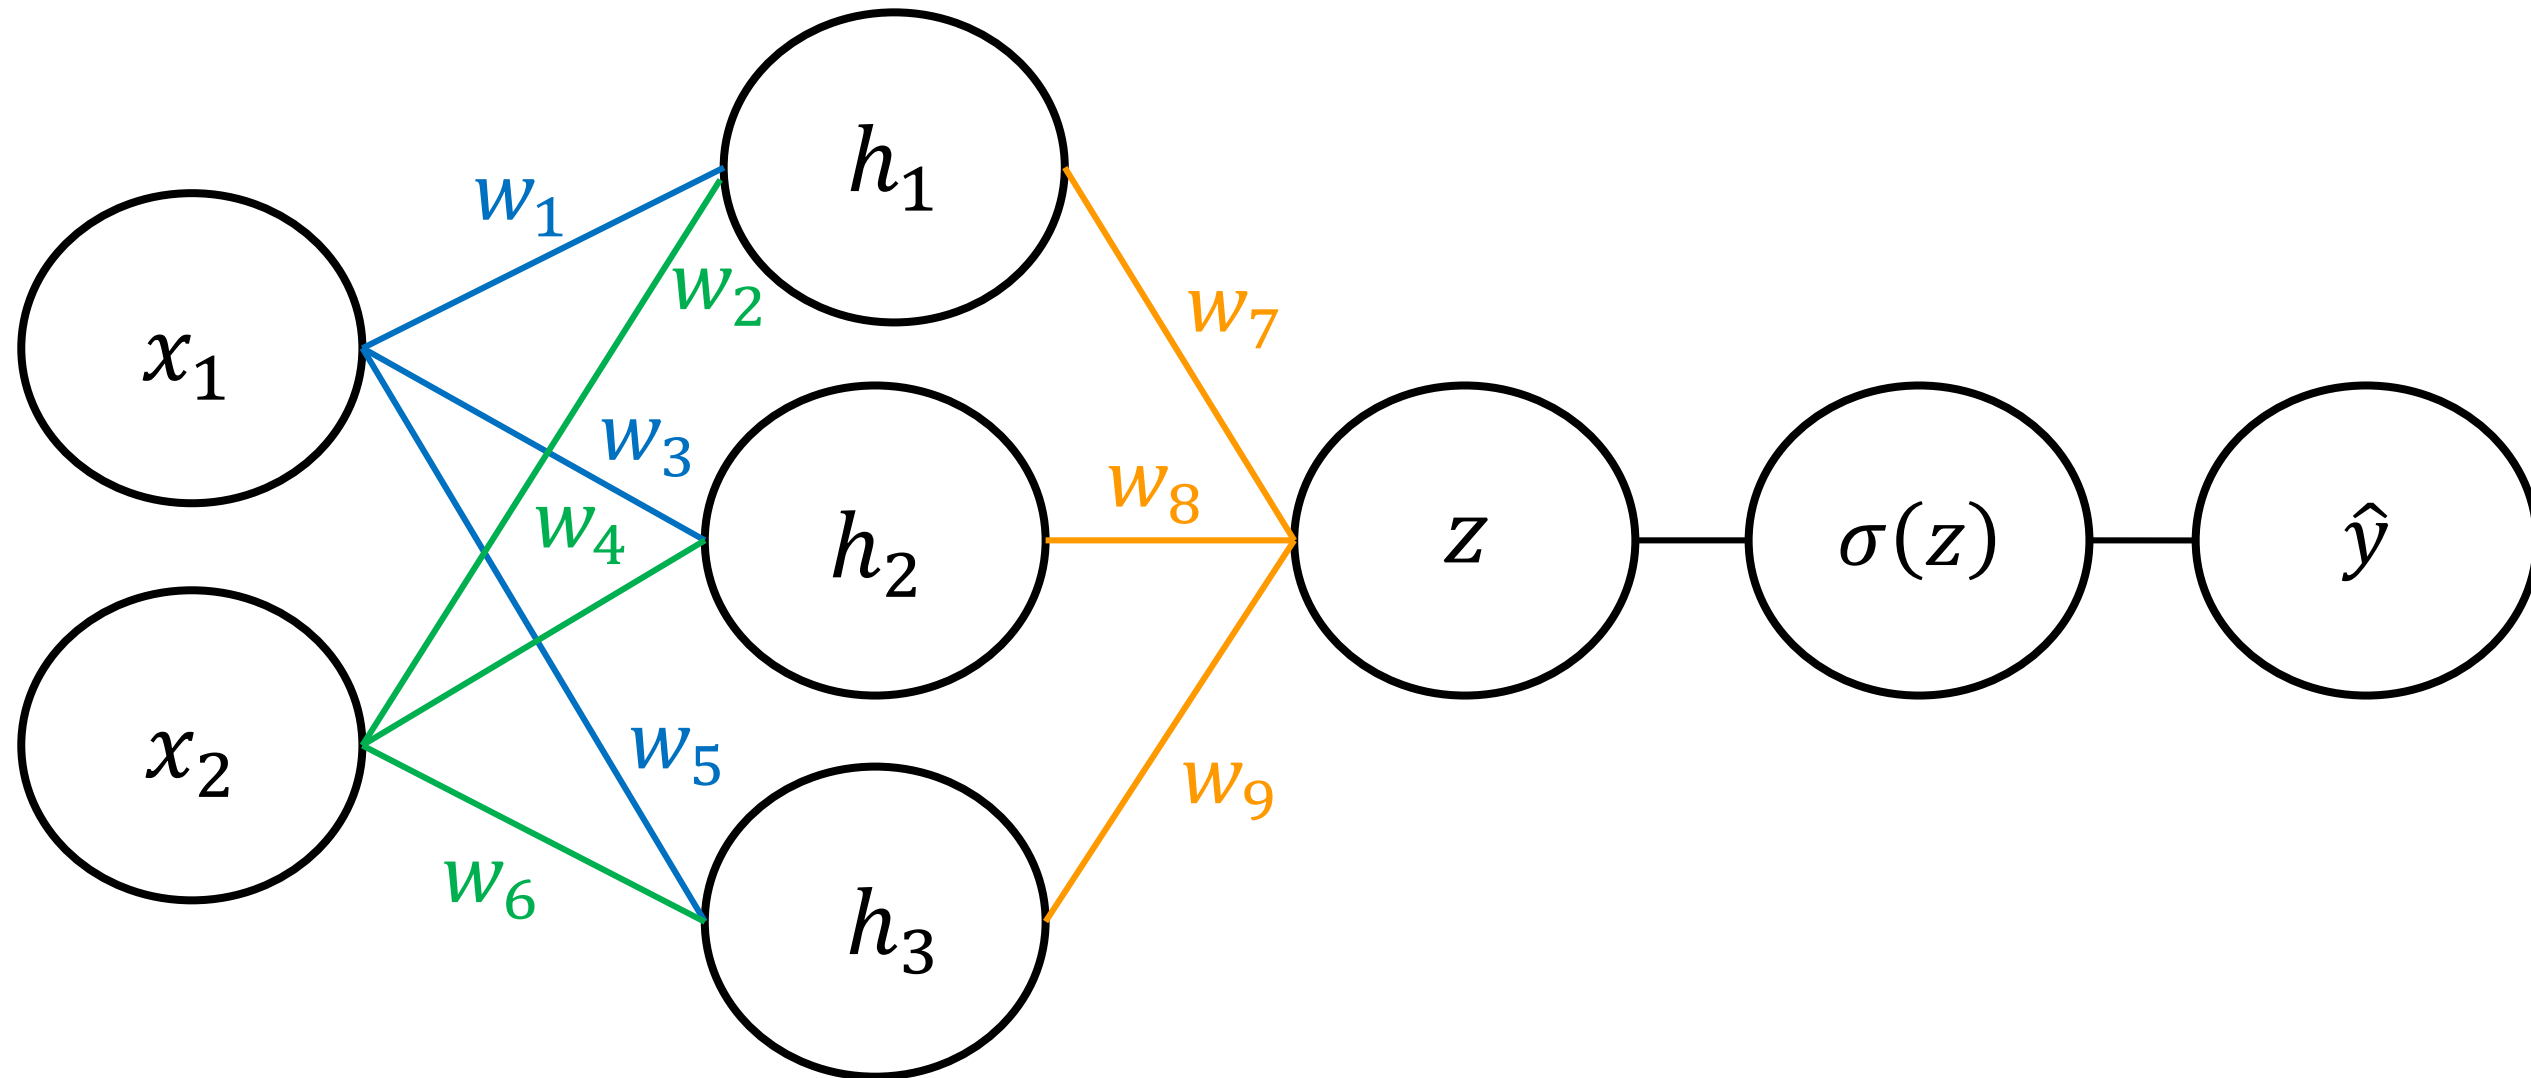 x₁
x₂
w₁
w₂
w₃
w₄
w₅
w₆
h₁
h₂
h₃
w₇
w₈
w₉
z
σ(z)
ŷ